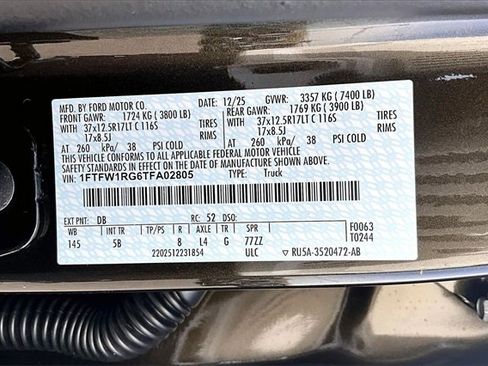 MFD. BY FORD MOTOR CO. 12/25 GVWR: 3357 KG ( 7400 LB)
FRONT GAWR: 1724 KG ( 3800 LB) REAR GAWR: 1769 KG ( 3900 LB)
WITH WITH
37x12.5R17LT C 116S TIRES 37x12.5R17LT C 116S TIRES
17x8.5J RIMS 17x8.5J RIMS
AT 260 kPa/ 38 PSI COLD AT 260 kPa/ 38 PSI COLD
THIS VEHICLE CONFORMS TO ALL APPLICABLE FEDERAL MOTOR VEHICLE
SAFETY STANDARDS IN EFFECT ON THE DATE OF MANUFACTURE SHOWN ABOVE.
VIN: 1FTFW1RG6TFA02805 TYPE: Truck
EXT PNT: DB RC: 52 DSO: F0063
WB INT TR TP/PS R AXLE TR SPR T0244
145 5B 8 L4 G 77ZZ
2202512231854 ULC RU5A-3520472-AB